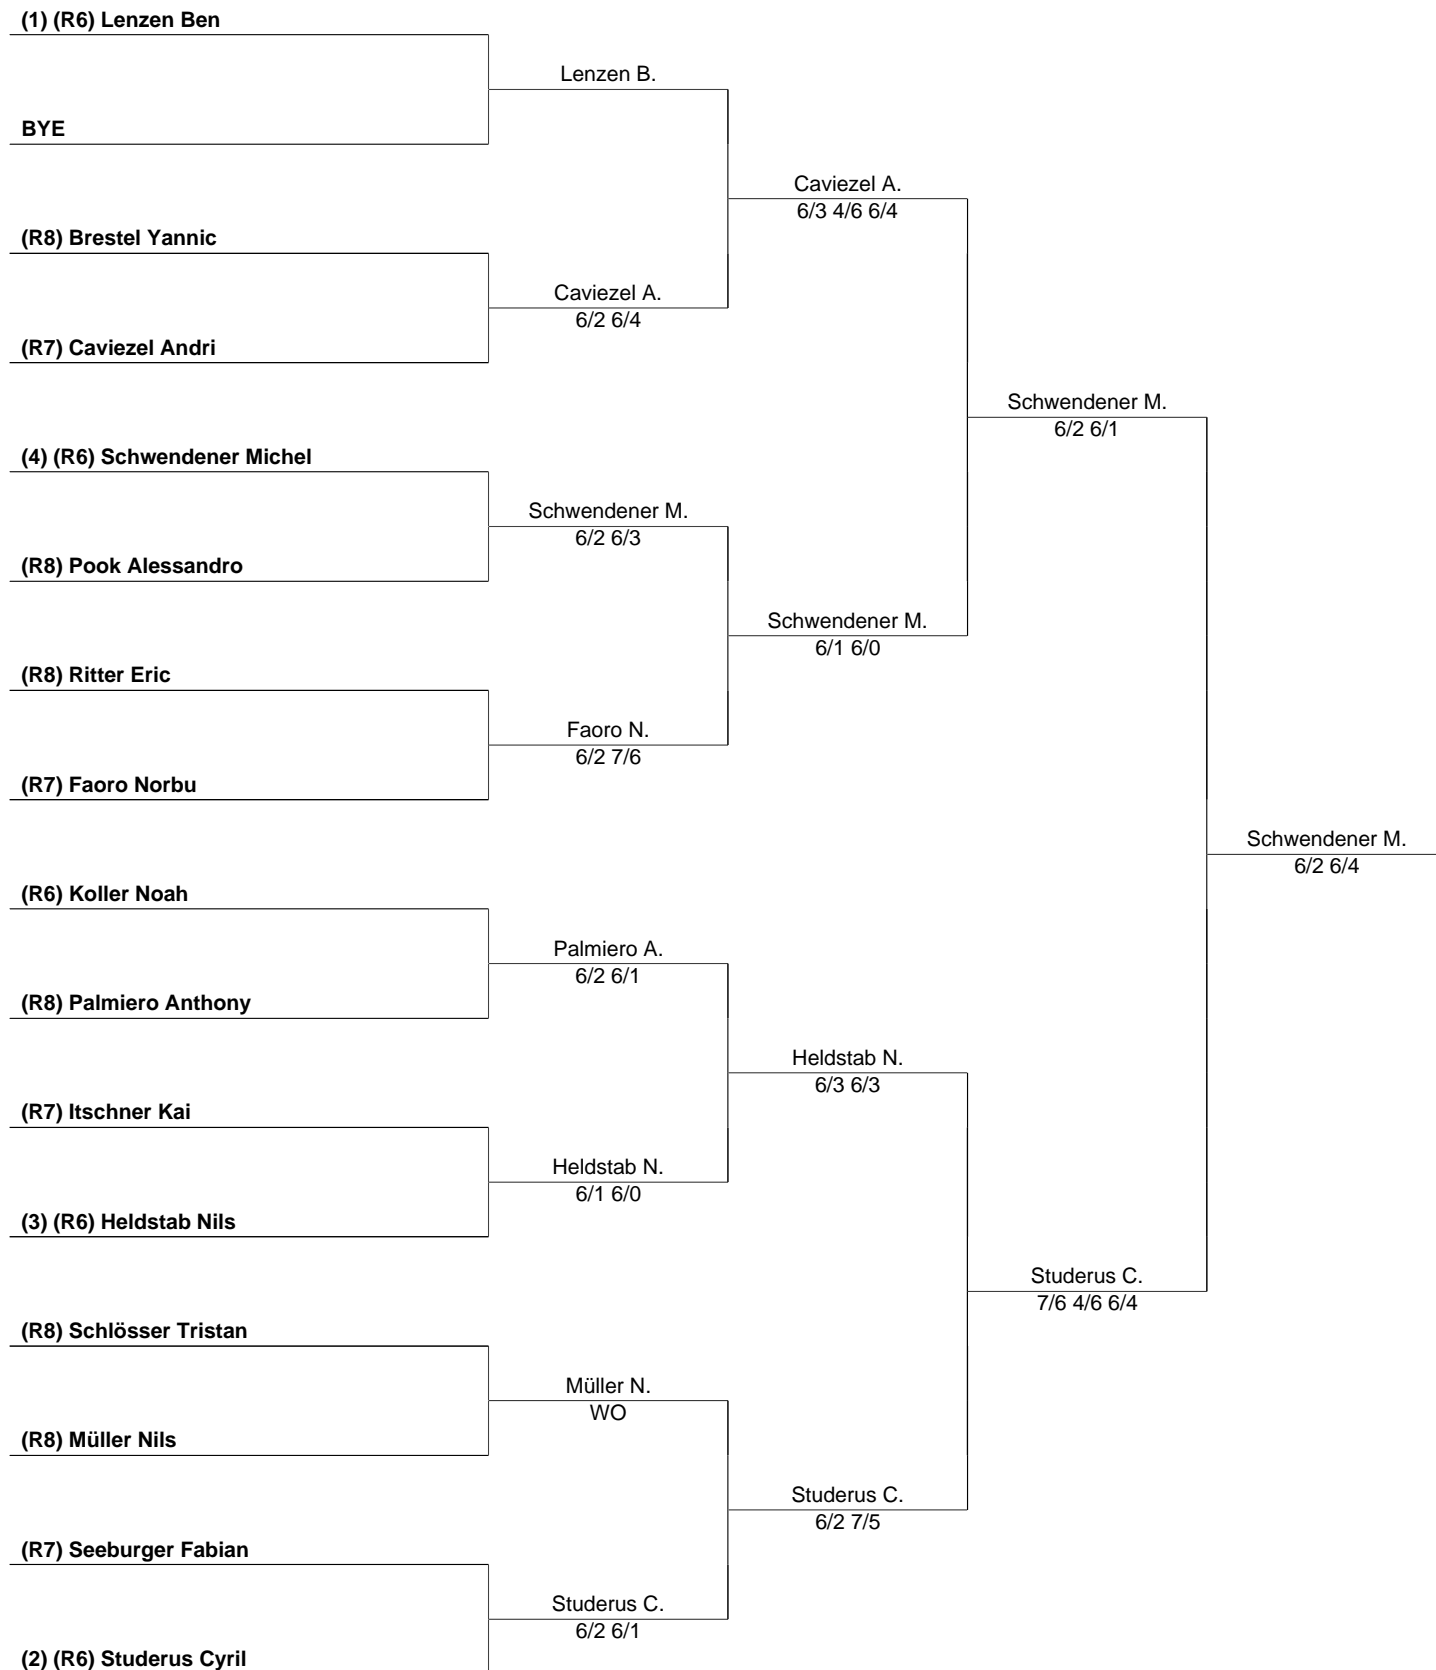 (1) (R6) Lenzen Ben
Lenzen B.
BYE
Caviezel A.
6/3 4/6 6/4
(R8) Brestel Yannic
Caviezel A.
6/2 6/4
(R7) Caviezel Andri
Schwendener M.
6/2 6/1
(4) (R6) Schwendener Michel
Schwendener M.
6/2 6/3
(R8) Pook Alessandro
Schwendener M.
6/1 6/0
(R8) Ritter Eric
Faoro N.
6/2 7/6
(R7) Faoro Norbu
Schwendener M.
6/2 6/4
(R6) Koller Noah
Palmiero A.
6/2 6/1
(R8) Palmiero Anthony
Heldstab N.
6/3 6/3
(R7) Itschner Kai
Heldstab N.
6/1 6/0
(3) (R6) Heldstab Nils
Studerus C.
7/6 4/6 6/4
(R8) Schlösser Tristan
Müller N.
WO
(R8) Müller Nils
Studerus C.
6/2 7/5
(R7) Seeburger Fabian
Studerus C.
6/2 6/1
(2) (R6) Studerus Cyril